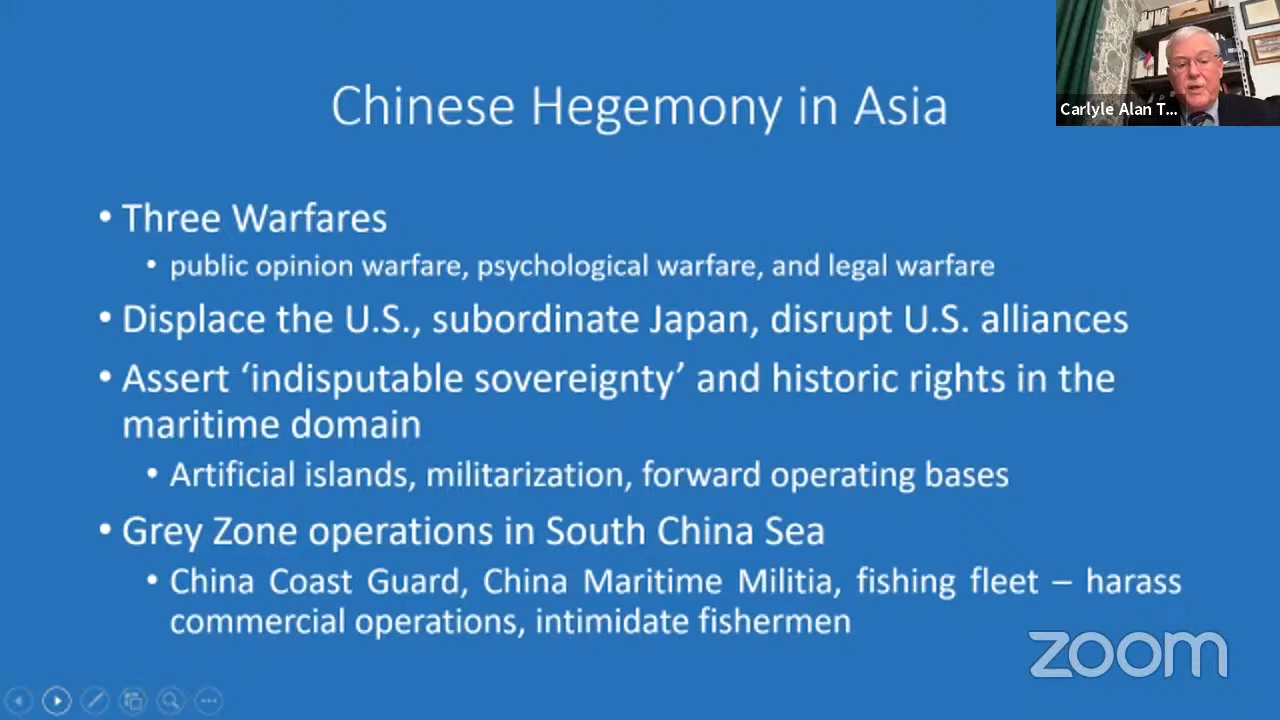 Chinese Hegemony in Asia
Carlyle Alan T...
• Three Warfares
• public opinion warfare, psychological warfare, and legal warfare
• Displace the U.S., subordinate Japan, disrupt U.S. alliances
• Assert ‘indisputable sovereignty’ and historic rights in the
maritime domain
• Artificial islands, militarization, forward operating bases
• Grey Zone operations in South China Sea
• China Coast Guard, China Maritime Militia, fishing fleet – harass
commercial operations, intimidate fishermen
zoom